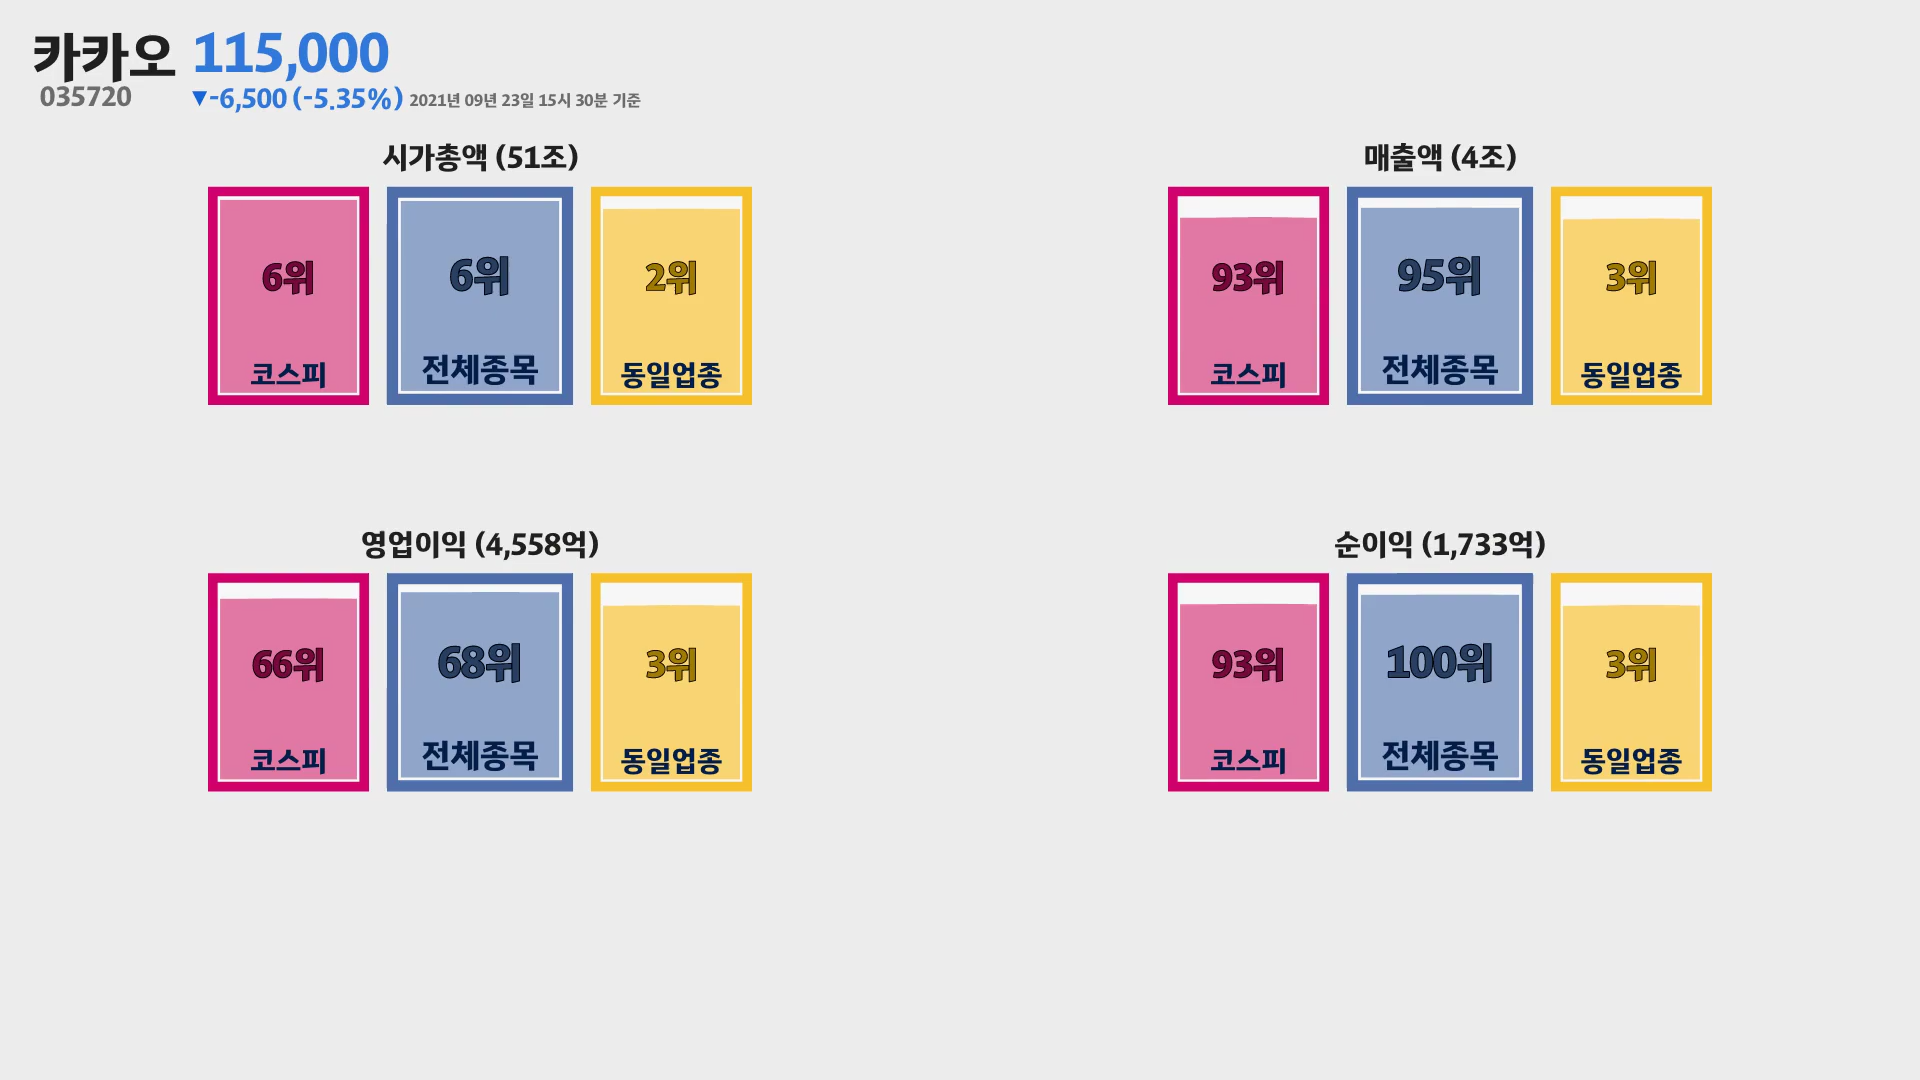 카카오 115,000
035720 ▼-6,500 (-5.35%) 2021년 09년 23일 15시 30분 기준
시가총액 (51조)
6위 6위 2위
코스피 전체종목 동일업종
매출액 (4조)
93위 95위 3위
코스피 전체종목 동일업종
영업이익 (4,558억)
66위 68위 3위
코스피 전체종목 동일업종
순이익 (1,733억)
93위 100위 3위
코스피 전체종목 동일업종